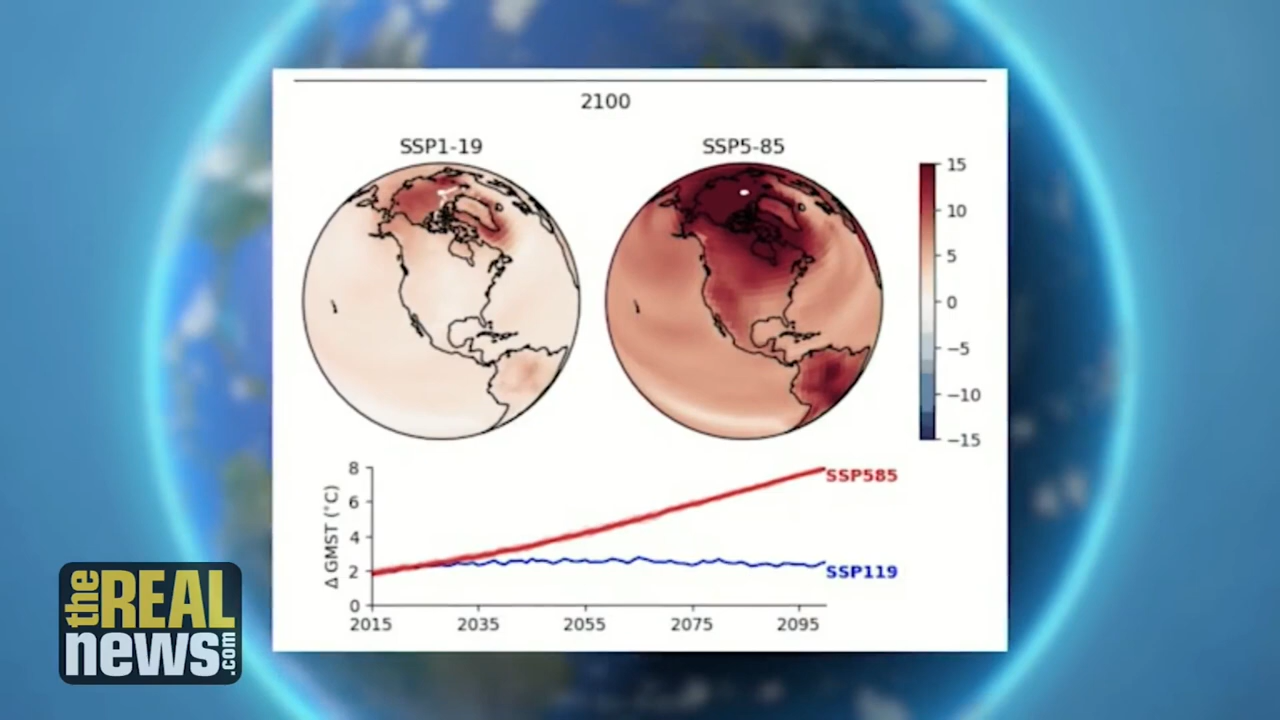 2100
SSP1-19
SSP5-85
15
10
5
0
−5
−10
−15
8
6
4
2
0
Δ GMST (°C)
SSP585
SSP119
2015
2035
2055
2075
2095
the REAL
news.com